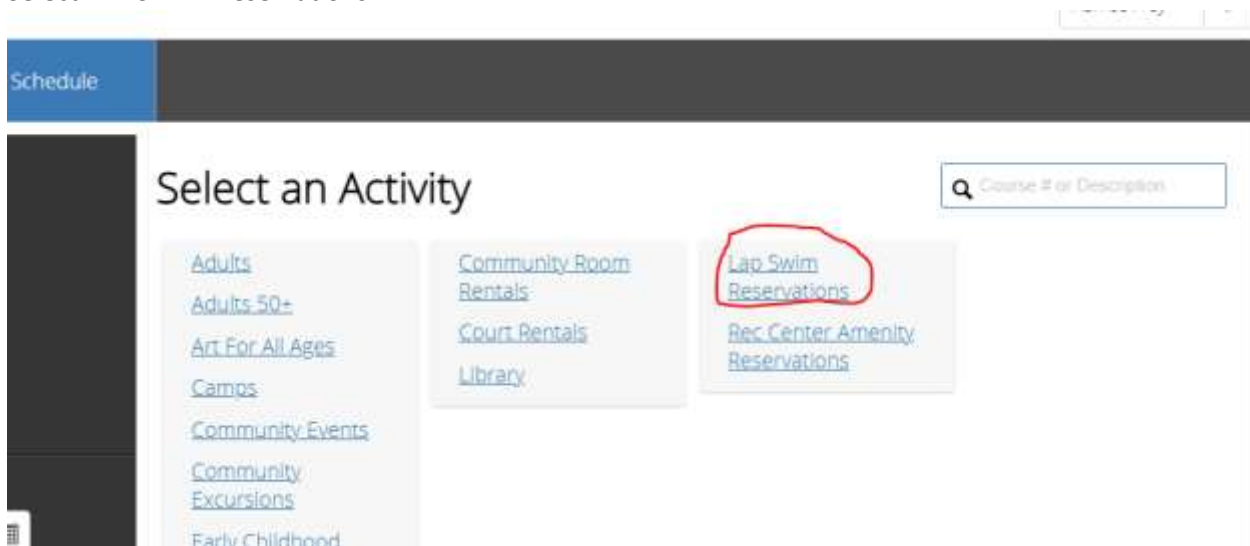 Schedule
Select an Activity
Course # or Description
Adults
Adults 50+
Art For All Ages
Camps
Community Events
Community
Excursions
Early Childhood
Community Room
Rentals
Court Rentals
Library
Lap Swim
Reservations
Rec Center Amenity
Reservations